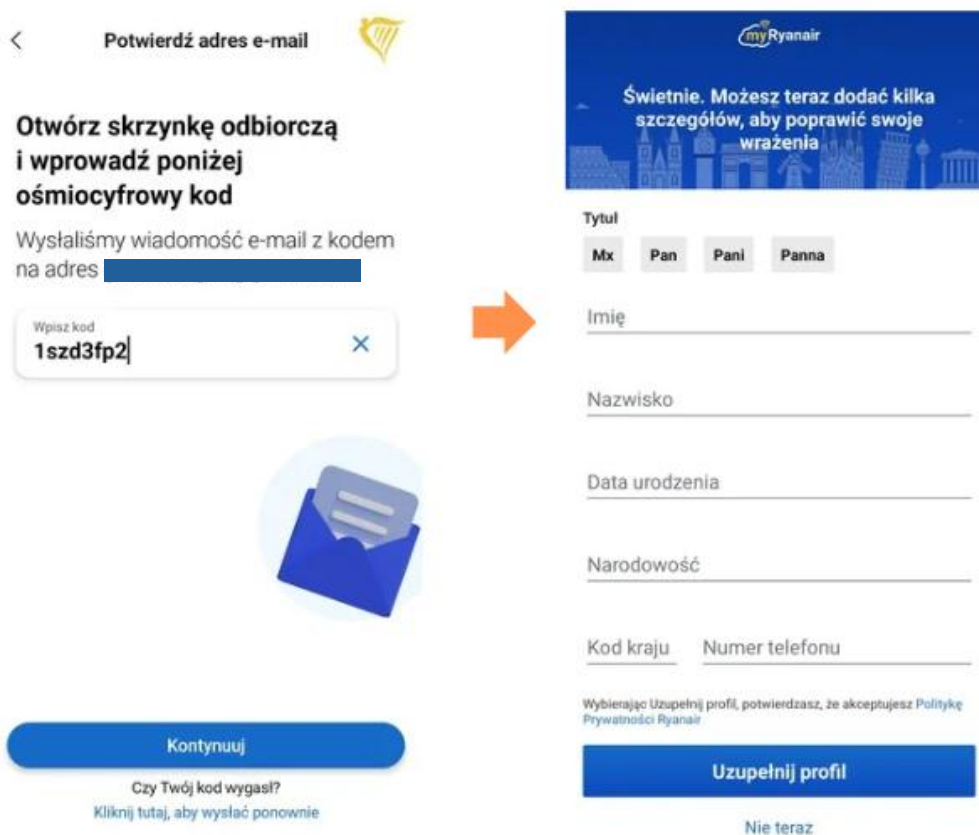 Potwierdź adres e-mail
Otwórz skrzynkę odbiorczą
i wprowadź poniżej
ośmiocyfrowy kod
Wysłaliśmy wiadomość e-mail z kodem
na adres
Wpisz kod
1szd3fp2
Kontynuuj
Czy Twój kod wygasł?
Kliknij tutaj, aby wysłać ponownie
myRyanair
Świetnie. Możesz teraz dodać kilka
szczegółów, aby poprawić swoje
wrażenia
Tytuł
Mx Pan Pani Panna
Imię
Nazwisko
Data urodzenia
Narodowość
Kod kraju Numer telefonu
Wybierając Uzupełnij profil, potwierdzasz, że akceptujesz Politykę
Prywatności Ryanair
Uzupełnij profil
Nie teraz